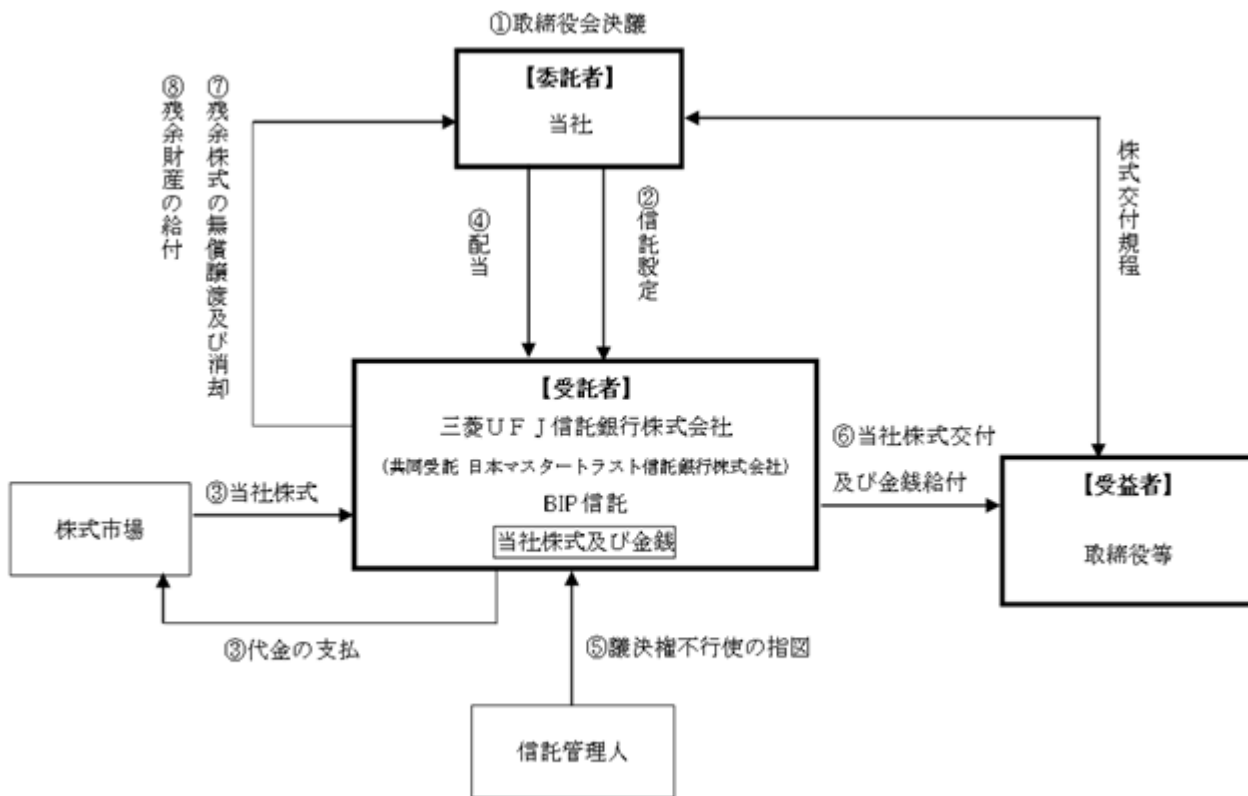 ①取締役会決議
【委託者】
当社
⑧残余財産の給付
⑦残余株式の無償譲渡及び消却
④配当
②信託設定
株式交付規程
【受託者】
三菱UFJ信託銀行株式会社
(共同受託 日本マスタートラスト信託銀行株式会社)
BIP信託
当社株式及び金銭
③当社株式
株式市場
⑥当社株式交付
及び金銭給付
【受益者】
取締役等
③代金の支払
⑤議決権不行使の指図
信託管理人